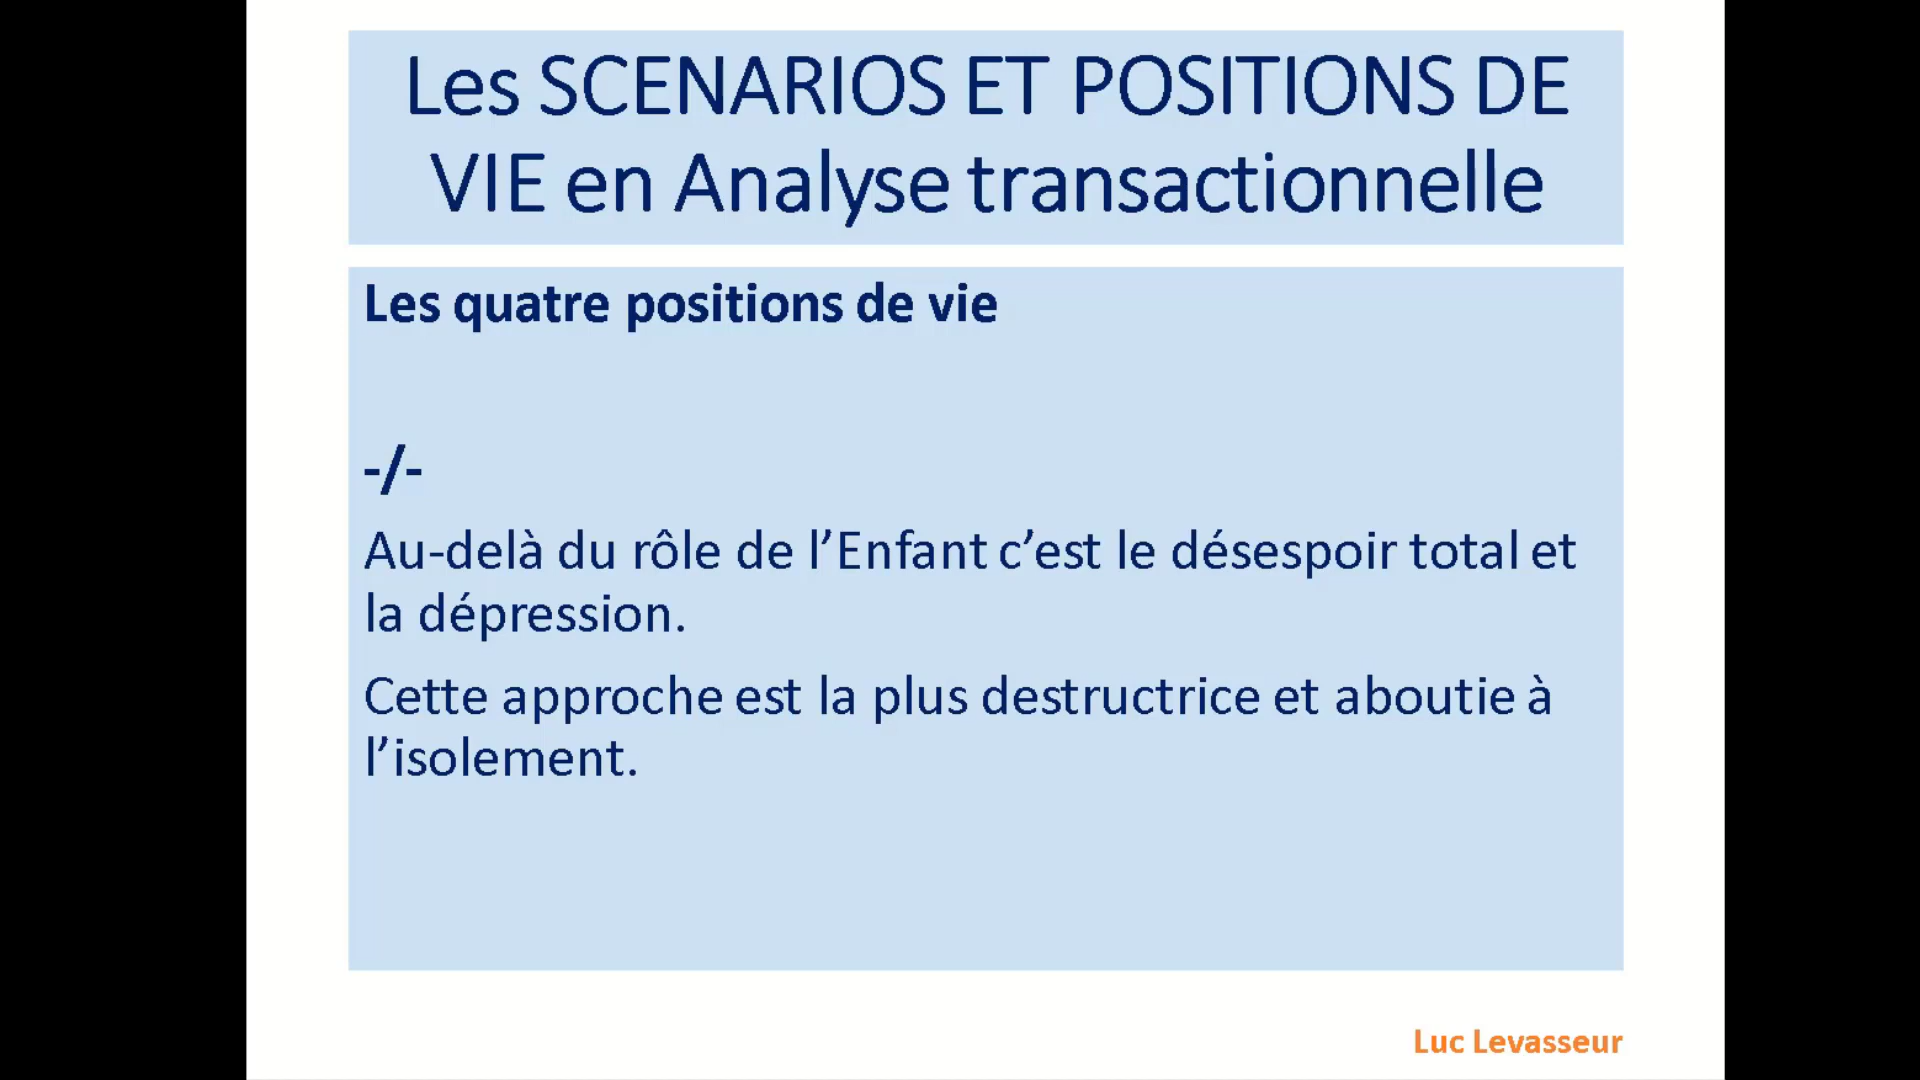 Les SCENARIOS ET POSITIONS DE
VIE en Analyse transactionnelle
Les quatre positions de vie
-/-
Au-delà du rôle de l’Enfant c’est le désespoir total et
la dépression.
Cette approche est la plus destructrice et aboutie à
l’isolement.
Luc Levasseur